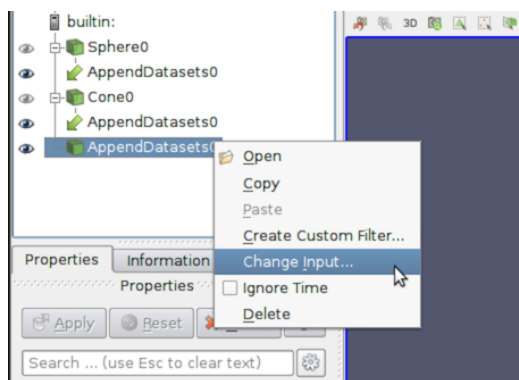 builtin:
3D
Sphere0
AppendDatasets0
Cone0
AppendDatasets0
AppendDatasets0
Open
Copy
Paste
Create Custom Filter...
Change Input...
Ignore Time
Delete
Properties
Information
Properties
Apply
Reset
Search ... (use Esc to clear text)